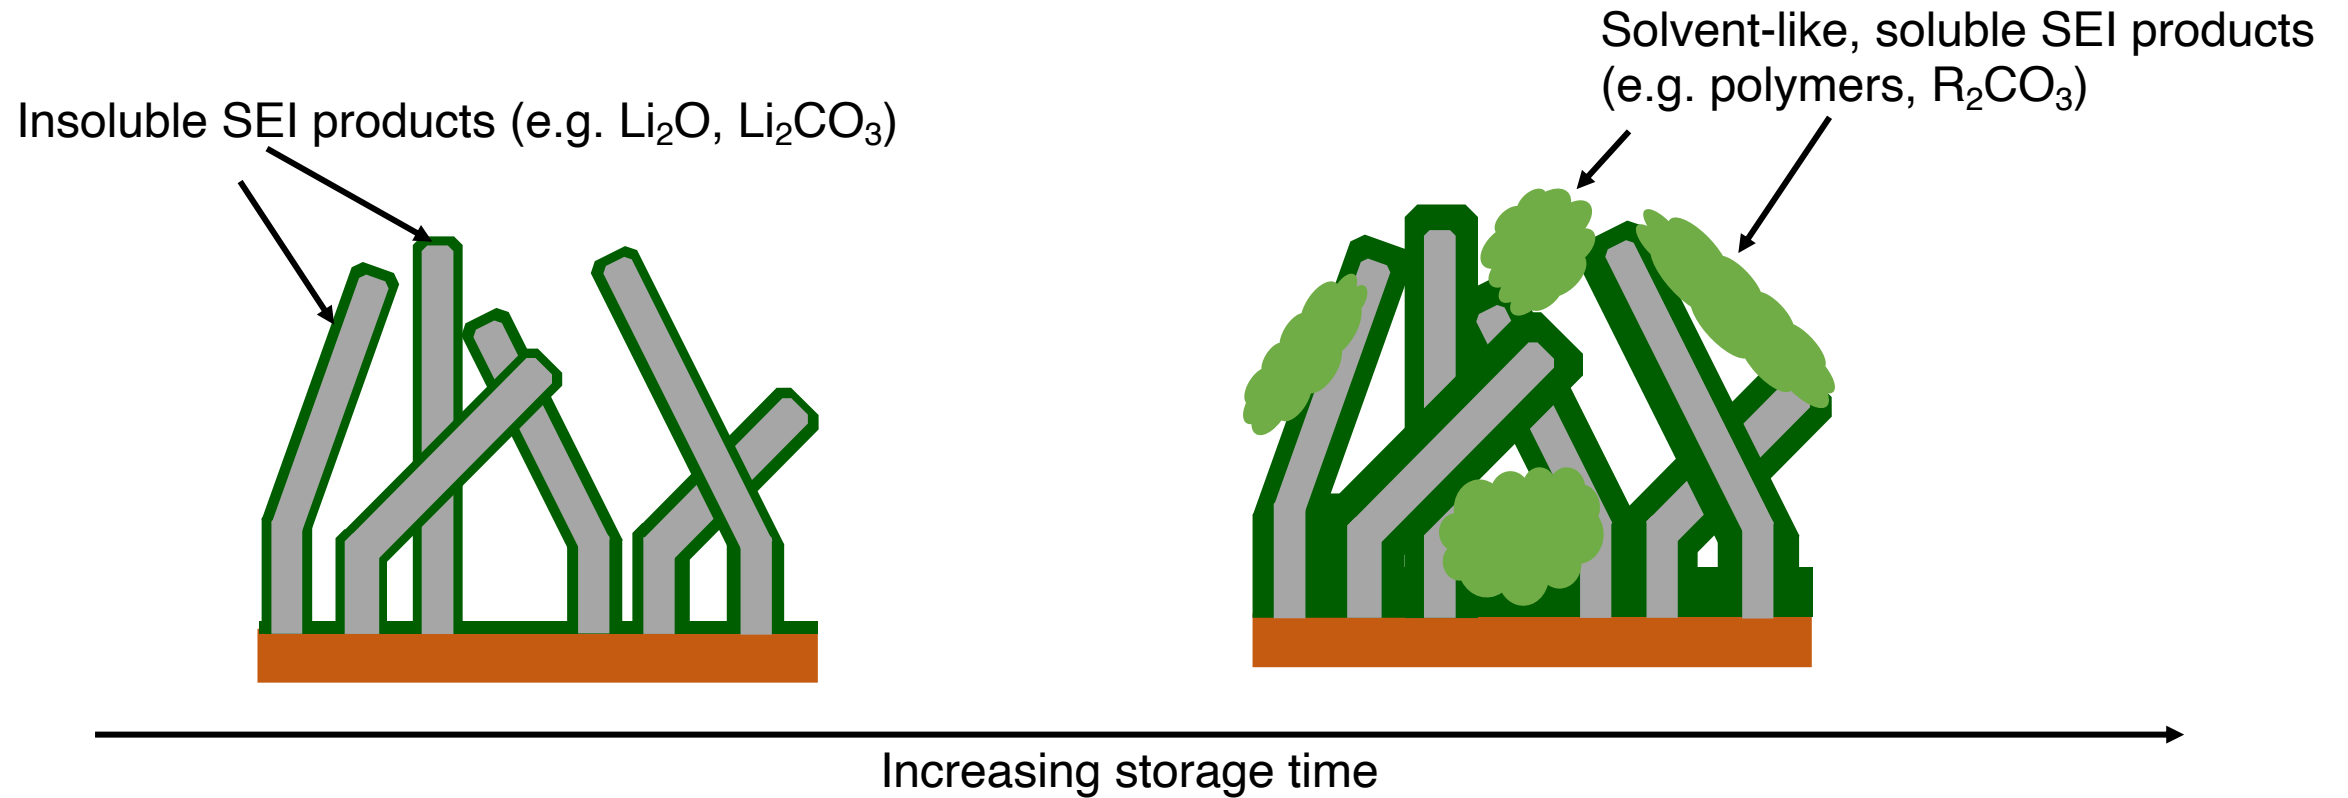 Solvent-like, soluble SEI products
(e.g. polymers, R₂CO₃)
Insoluble SEI products (e.g. Li₂O, Li₂CO₃)
Increasing storage time